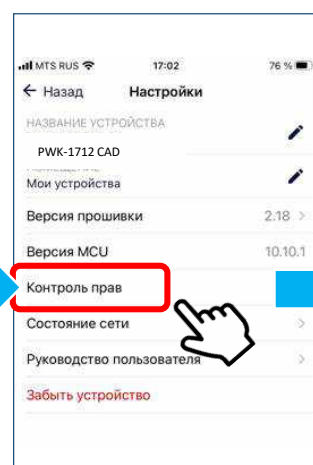 MTS RUS 17:02 76 %
← Назад Настройки
НАЗВАНИЕ УСТРОЙСТВА
PWK-1712 CAD
Мои устройства
Версия прошивки 2.18 >
Версия MCU 10.10.1
Контроль прав
Состояние сети >
Руководство пользователя >
Забыть устройство